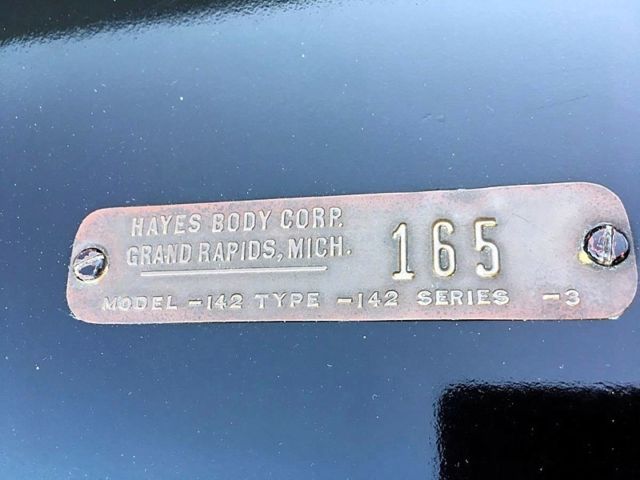 HAYES BODY CORP.
GRAND RAPIDS, MICH.
165
MODEL -142 TYPE -142 SERIES -3